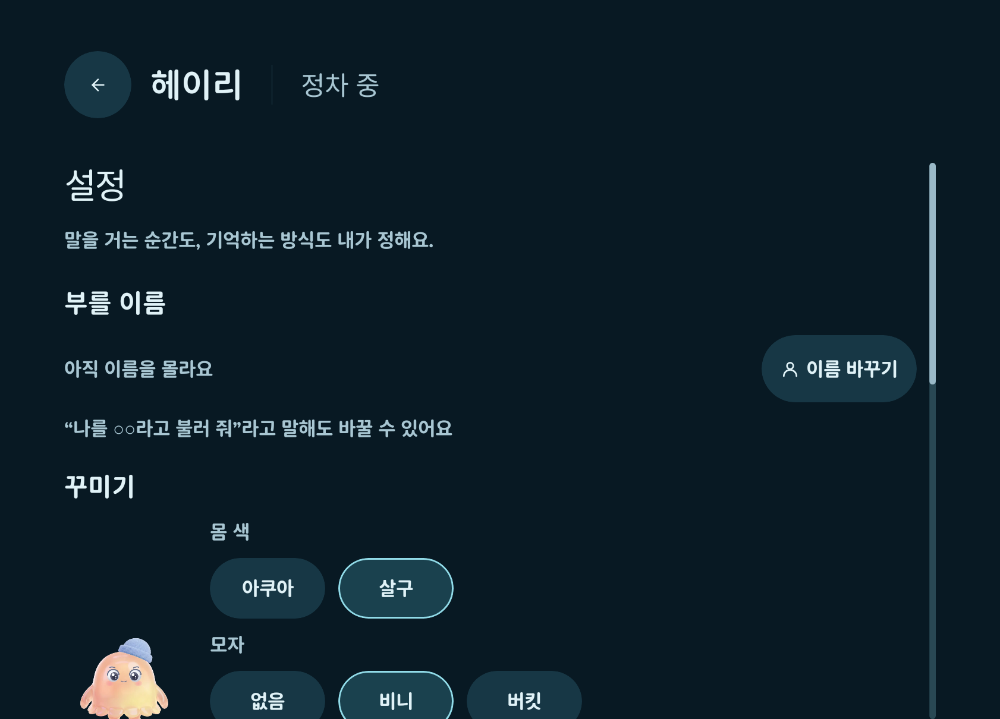 헤이리
정차 중
설정
말을 거는 순간도, 기억하는 방식도 내가 정해요.
부를 이름
아직 이름을 몰라요
이름 바꾸기
“나를 ○○라고 불러 줘”라고 말해도 바꿀 수 있어요
꾸미기
몸 색
아쿠아
살구
모자
없음
비니
버킷